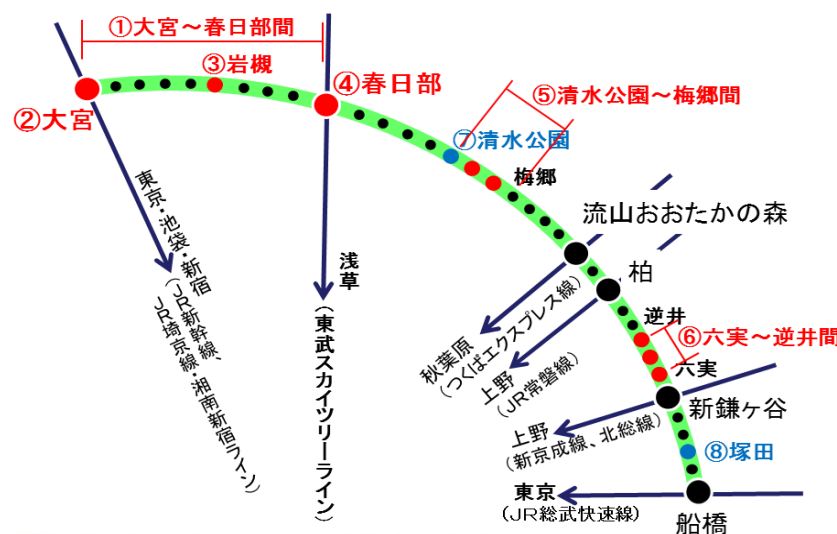 ①大宮～春日部間
③岩槻
④春日部
②大宮
⑤清水公園～梅郷間
⑦清水公園
梅郷
流山おおたかの森
柏
逆井
⑥六実～逆井間
六実
新鎌ヶ谷
⑧塚田
船橋
東京・池袋・新宿
(JR新幹線、
JR埼京線・湘南新宿ライン)
浅草
(東武スカイツリーライン)
秋葉原
(つくばエクスプレス線)
上野
(JR常磐線)
上野
(新京成線、北総線)
東京
(JR総武快速線)